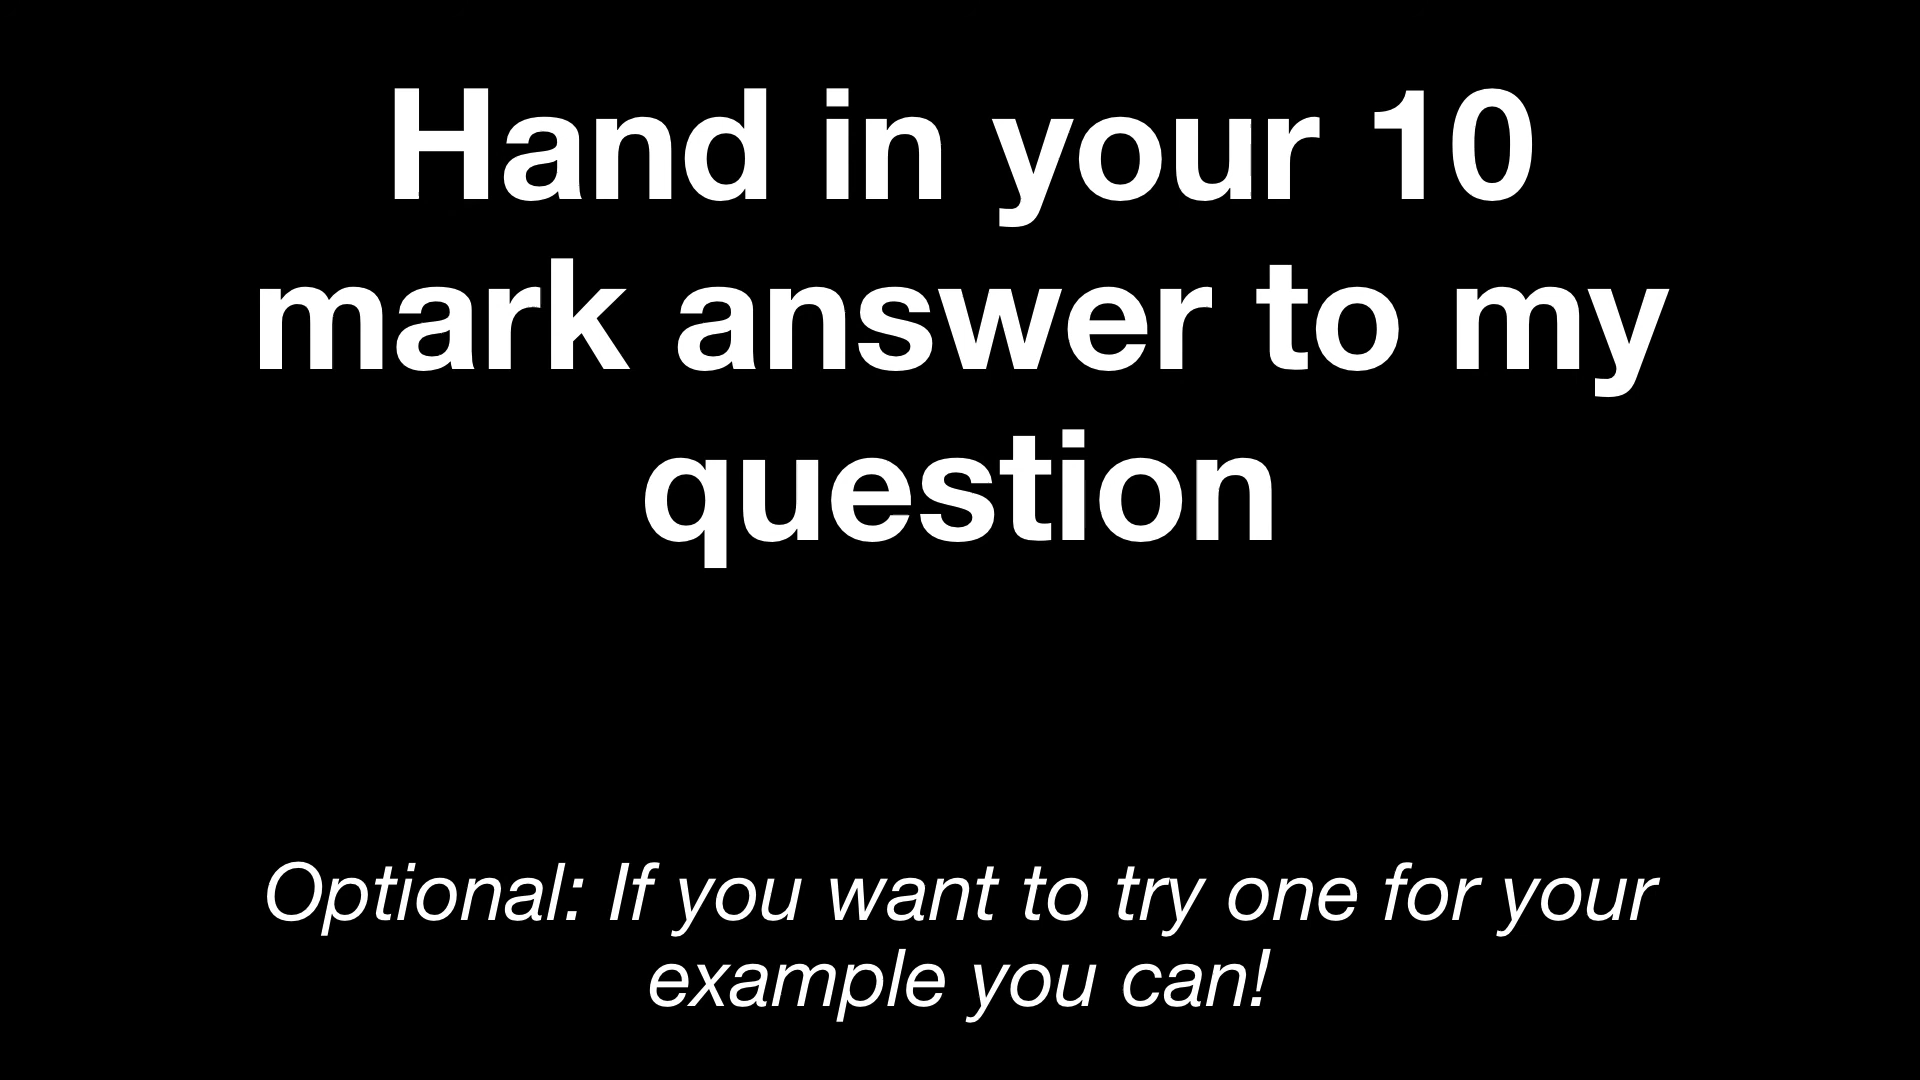 Hand in your 10
mark answer to my
question
Optional: If you want to try one for your
example you can!